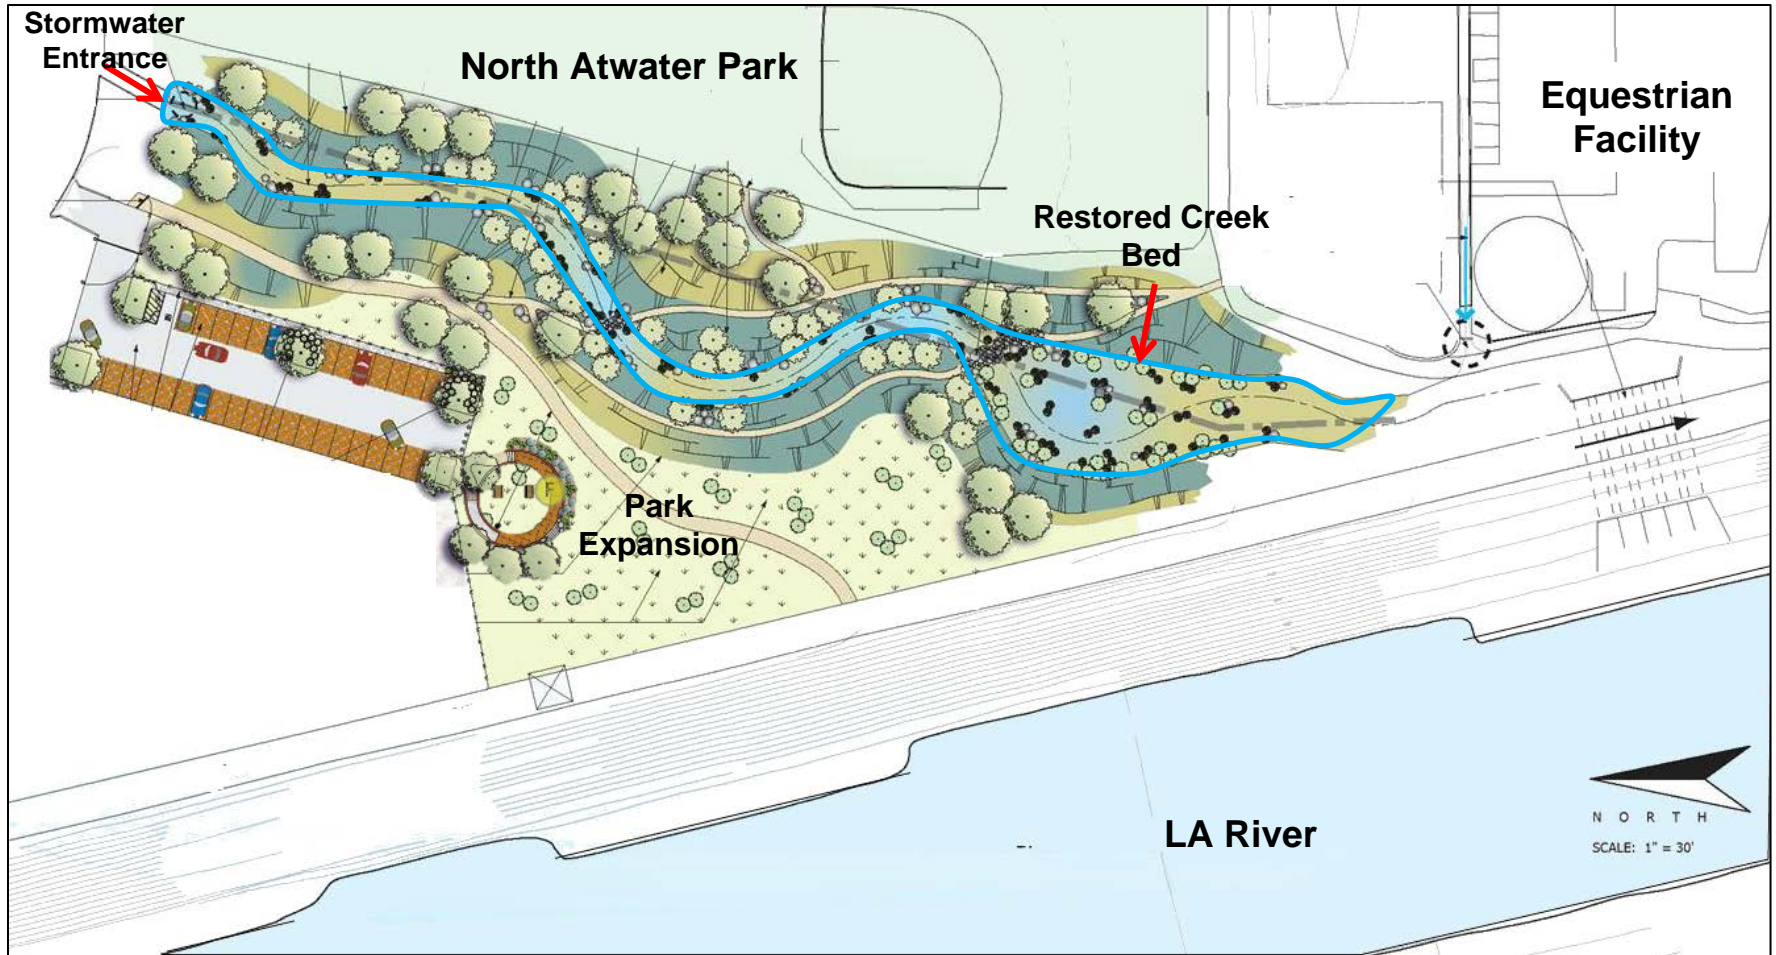 Stormwater
Entrance
North Atwater Park
Equestrian
Facility
Restored Creek
Bed
F
Park
Expansion
LA River
NORTH
SCALE: 1" = 30'